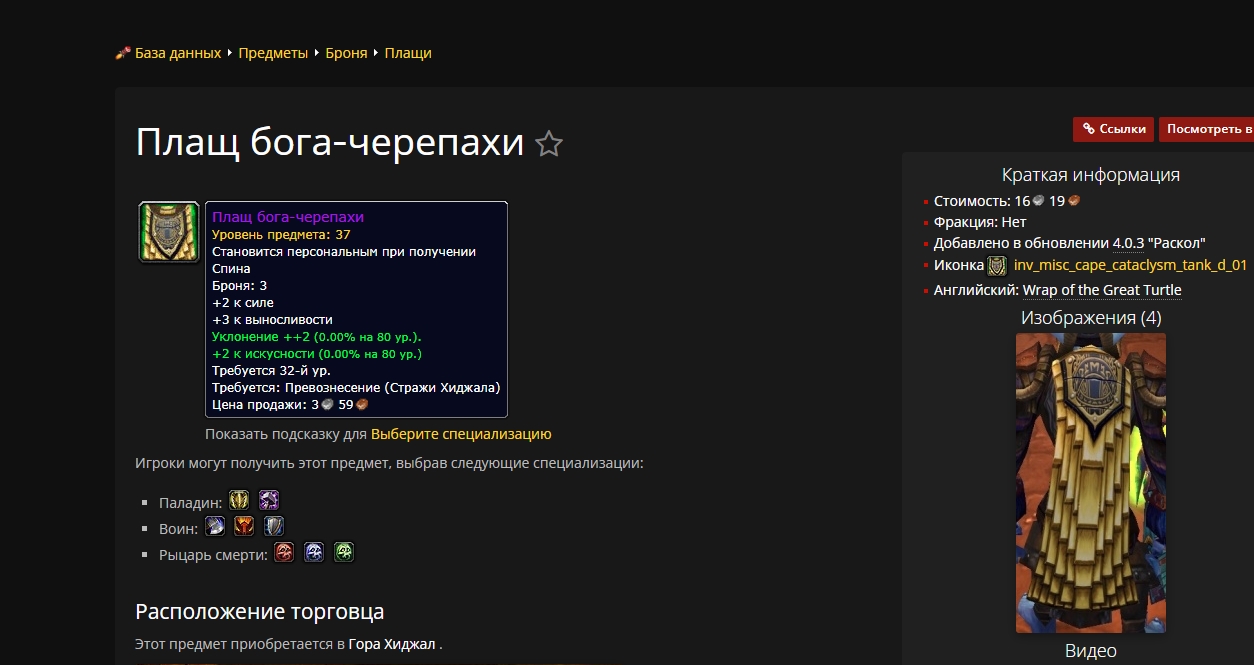 База данных ▸ Предметы ▸ Броня ▸ Плащи
Плащ бога-черепахи
Ссылки
Посмотреть в
Плащ бога-черепахи
Уровень предмета: 37
Становится персональным при получении
Спина
Броня: 3
+2 к силе
+3 к выносливости
Уклонение ++2 (0.00% на 80 ур.).
+2 к искусности (0.00% на 80 ур.)
Требуется 32-й ур.
Требуется: Превознесение (Стражи Хиджала)
Цена продажи: 3 59
Показать подсказку для Выберите специализацию
Игроки могут получить этот предмет, выбрав следующие специализации:
Паладин:
Воин:
Рыцарь смерти:
Расположение торговца
Этот предмет приобретается в Гора Хиджал .
Краткая информация
Стоимость: 16 19
Фракция: Нет
Добавлено в обновлении 4.0.3 "Раскол"
Иконка inv_misc_cape_cataclysm_tank_d_01
Английский: Wrap of the Great Turtle
Изображения (4)
Видео